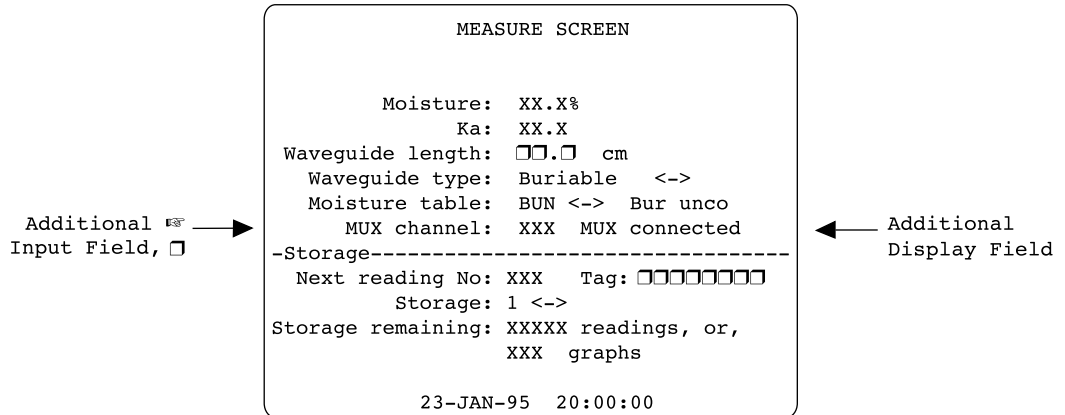 MEASURE SCREEN
Moisture: XX.X%
Ka: XX.X
Waveguide length: ❒❒.❒ cm
Waveguide type: Buriable <->
Moisture table: BUN <-> Bur unco
MUX channel: XXX MUX connected
-Storage----------------------------------
Next reading No: XXX Tag: ❒❒❒❒❒❒❒❒
Storage: 1 <->
Storage remaining: XXXXX readings, or,
XXX graphs
23-JAN-95 20:00:00
Additional ☞
Input Field, ❒
Additional
Display Field